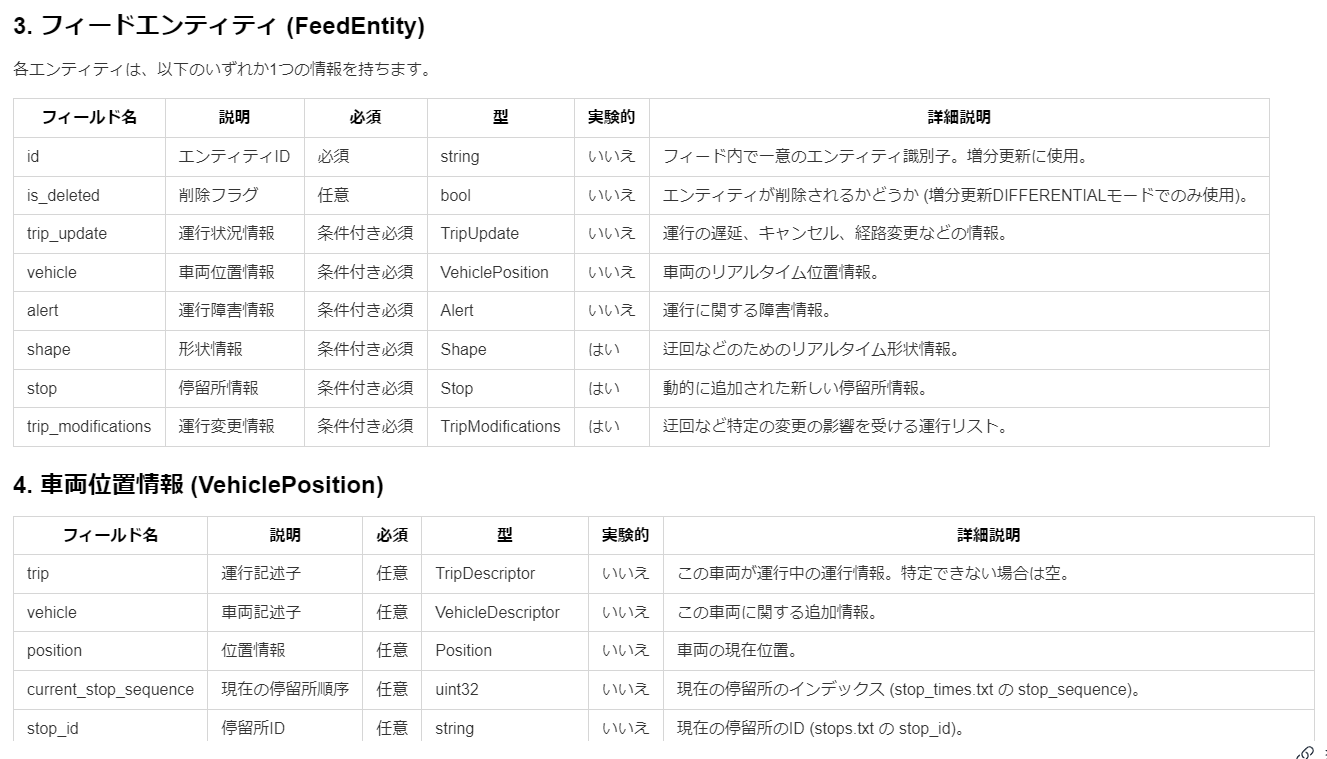 3. フィードエンティティ (FeedEntity)
各エンティティは、以下のいずれか1つの情報を持ちます。
フィールド名 説明 必須 型 実験的 詳細説明
id エンティティID 必須 string いいえ フィード内で一意のエンティティ識別子。増分更新に使用。
is_deleted 削除フラグ 任意 bool いいえ エンティティが削除されるかどうか (増分更新DIFFERENTIALモードでのみ使用)。
trip_update 運行状況情報 条件付き必須 TripUpdate いいえ 運行の遅延、キャンセル、経路変更などの情報。
vehicle 車両位置情報 条件付き必須 VehiclePosition いいえ 車両のリアルタイム位置情報。
alert 運行障害情報 条件付き必須 Alert いいえ 運行に関する障害情報。
shape 形状情報 条件付き必須 Shape はい 迂回などのためのリアルタイム形状情報。
stop 停留所情報 条件付き必須 Stop はい 動的に追加された新しい停留所情報。
trip_modifications 運行変更情報 条件付き必須 TripModifications はい 迂回など特定の変更の影響を受ける運行リスト。
4. 車両位置情報 (VehiclePosition)
フィールド名 説明 必須 型 実験的 詳細説明
trip 運行記述子 任意 TripDescriptor いいえ この車両が運行中の運行情報。特定できない場合は空。
vehicle 車両記述子 任意 VehicleDescriptor いいえ この車両に関する追加情報。
position 位置情報 任意 Position いいえ 車両の現在位置。
current_stop_sequence 現在の停留所順序 任意 uint32 いいえ 現在の停留所のインデックス (stop_times.txt の stop_sequence)。
stop_id 停留所ID 任意 string いいえ 現在の停留所のID (stops.txt の stop_id)。